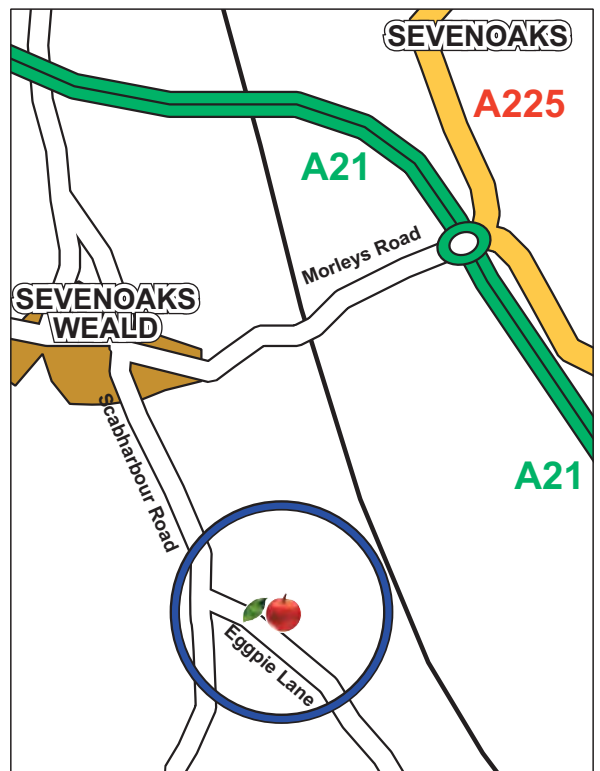 SEVENOAKS
A225
A21
Morleys Road
SEVENOAKS
WEALD
Scabharbour Road
A21
Eggpie Lane